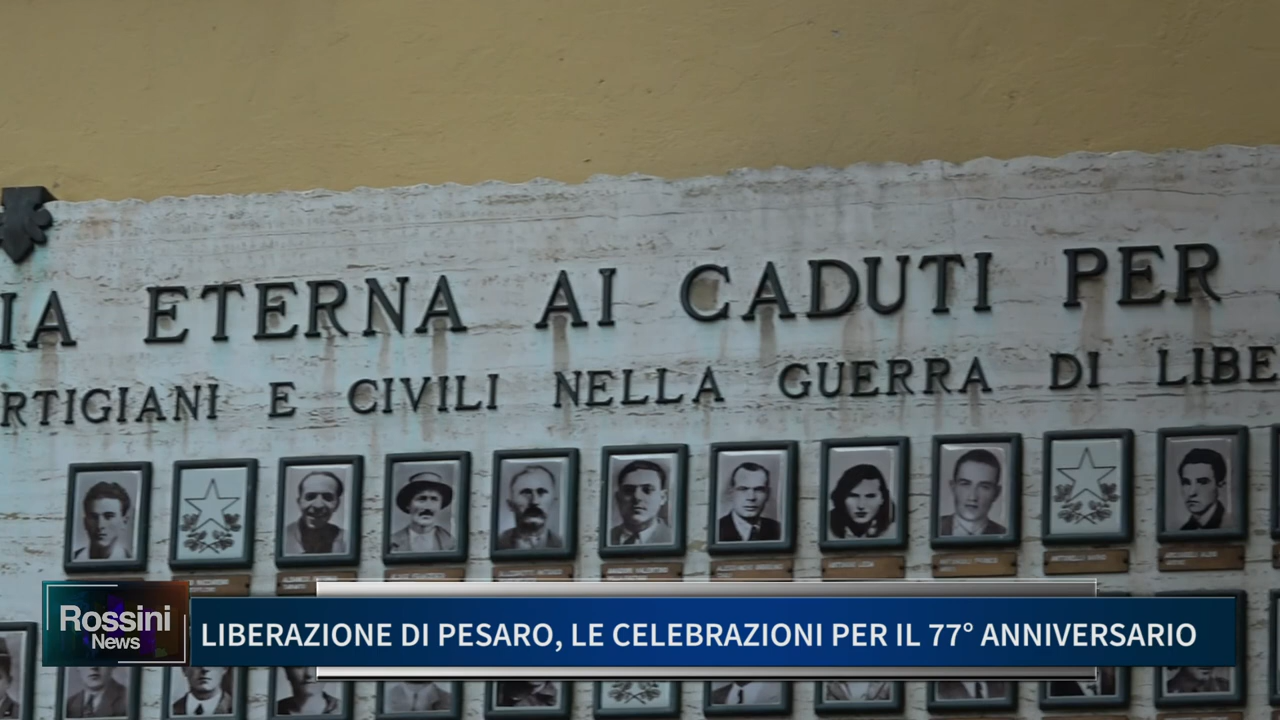 IA ETERNA AI CADUTI PER
RTIGIANI E CIVILI NELLA GUERRA DI LIBE
Rossini
News
LIBERAZIONE DI PESARO, LE CELEBRAZIONI PER IL 77° ANNIVERSARIO